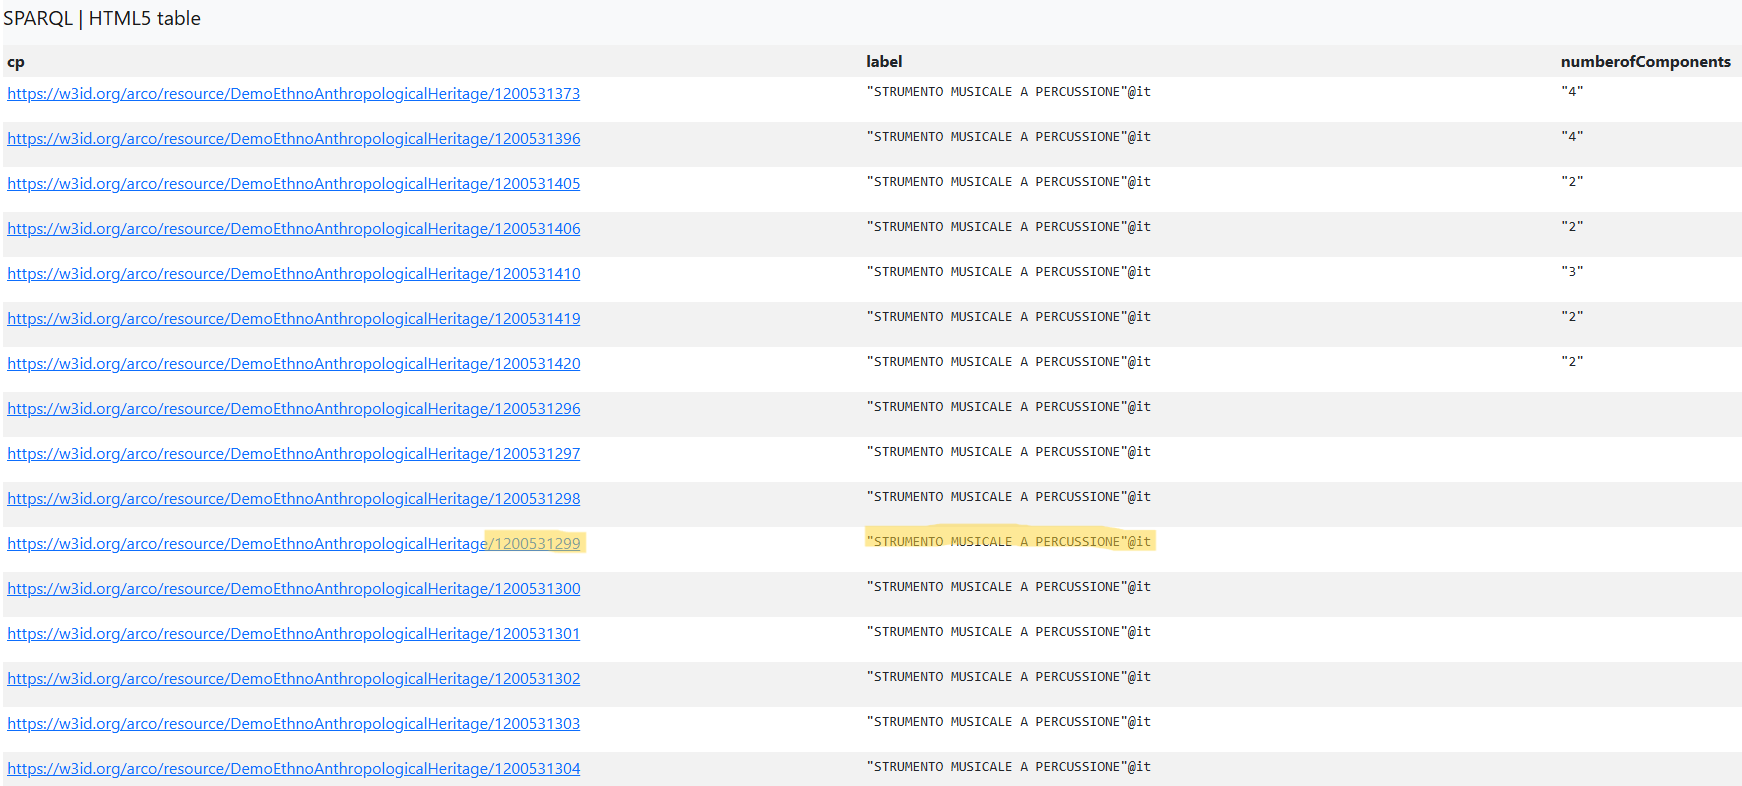 SPARQL | HTML5 table
cp label numberofComponents
https://w3id.org/arco/resource/DemoEthnoAnthropologicalHeritage/1200531373 "STRUMENTO MUSICALE A PERCUSSIONE"@it "4"
https://w3id.org/arco/resource/DemoEthnoAnthropologicalHeritage/1200531396 "STRUMENTO MUSICALE A PERCUSSIONE"@it "4"
https://w3id.org/arco/resource/DemoEthnoAnthropologicalHeritage/1200531405 "STRUMENTO MUSICALE A PERCUSSIONE"@it "2"
https://w3id.org/arco/resource/DemoEthnoAnthropologicalHeritage/1200531406 "STRUMENTO MUSICALE A PERCUSSIONE"@it "2"
https://w3id.org/arco/resource/DemoEthnoAnthropologicalHeritage/1200531410 "STRUMENTO MUSICALE A PERCUSSIONE"@it "3"
https://w3id.org/arco/resource/DemoEthnoAnthropologicalHeritage/1200531419 "STRUMENTO MUSICALE A PERCUSSIONE"@it "2"
https://w3id.org/arco/resource/DemoEthnoAnthropologicalHeritage/1200531420 "STRUMENTO MUSICALE A PERCUSSIONE"@it "2"
https://w3id.org/arco/resource/DemoEthnoAnthropologicalHeritage/1200531296 "STRUMENTO MUSICALE A PERCUSSIONE"@it
https://w3id.org/arco/resource/DemoEthnoAnthropologicalHeritage/1200531297 "STRUMENTO MUSICALE A PERCUSSIONE"@it
https://w3id.org/arco/resource/DemoEthnoAnthropologicalHeritage/1200531298 "STRUMENTO MUSICALE A PERCUSSIONE"@it
https://w3id.org/arco/resource/DemoEthnoAnthropologicalHeritage/1200531299 "STRUMENTO MUSICALE A PERCUSSIONE"@it
https://w3id.org/arco/resource/DemoEthnoAnthropologicalHeritage/1200531300 "STRUMENTO MUSICALE A PERCUSSIONE"@it
https://w3id.org/arco/resource/DemoEthnoAnthropologicalHeritage/1200531301 "STRUMENTO MUSICALE A PERCUSSIONE"@it
https://w3id.org/arco/resource/DemoEthnoAnthropologicalHeritage/1200531302 "STRUMENTO MUSICALE A PERCUSSIONE"@it
https://w3id.org/arco/resource/DemoEthnoAnthropologicalHeritage/1200531303 "STRUMENTO MUSICALE A PERCUSSIONE"@it
https://w3id.org/arco/resource/DemoEthnoAnthropologicalHeritage/1200531304 "STRUMENTO MUSICALE A PERCUSSIONE"@it